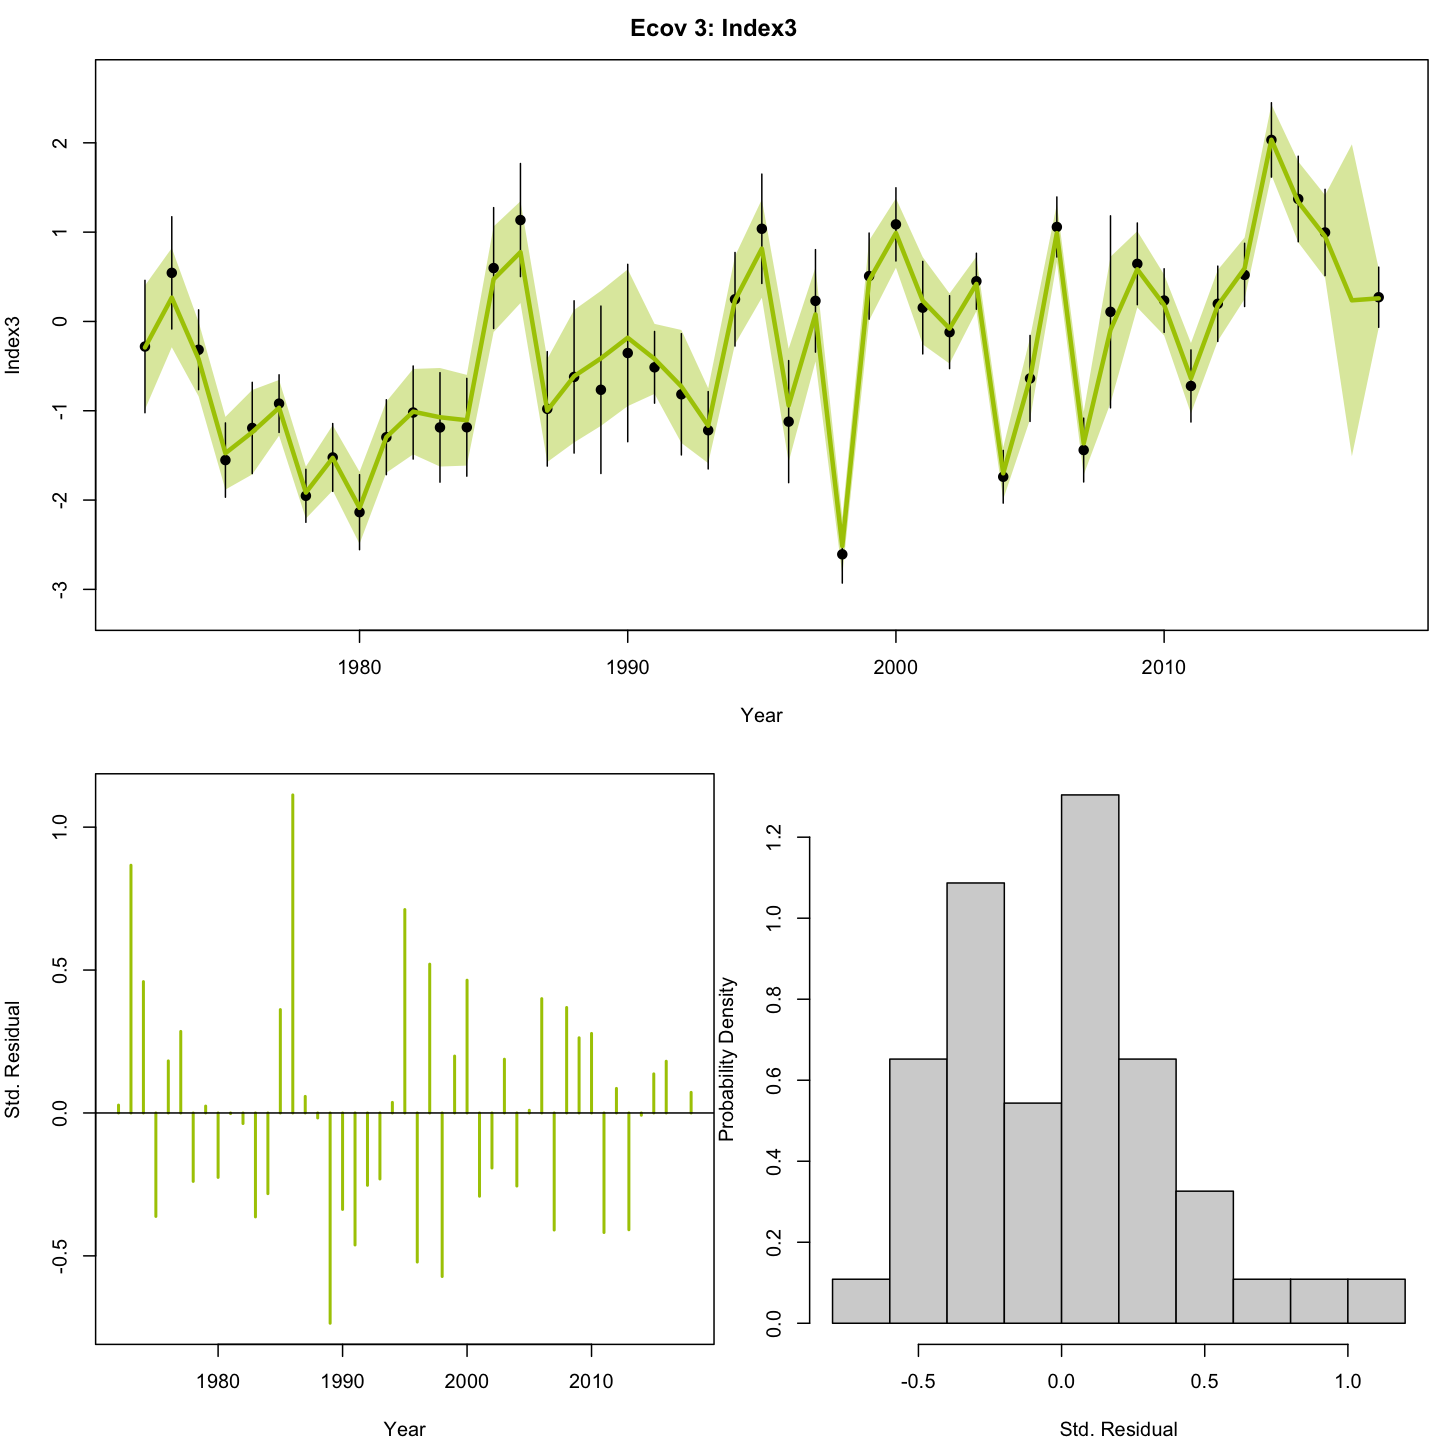 Ecov 3: Index3
Index3
2
1
0
-1
-2
-3
1980 1990 2000 2010
Year
Std. Residual
1.0
0.5
0.0
-0.5
1980 1990 2000 2010
Year
Probability Density
1.2
1.0
0.8
0.6
0.4
0.2
0.0
-0.5 0.0 0.5 1.0
Std. Residual